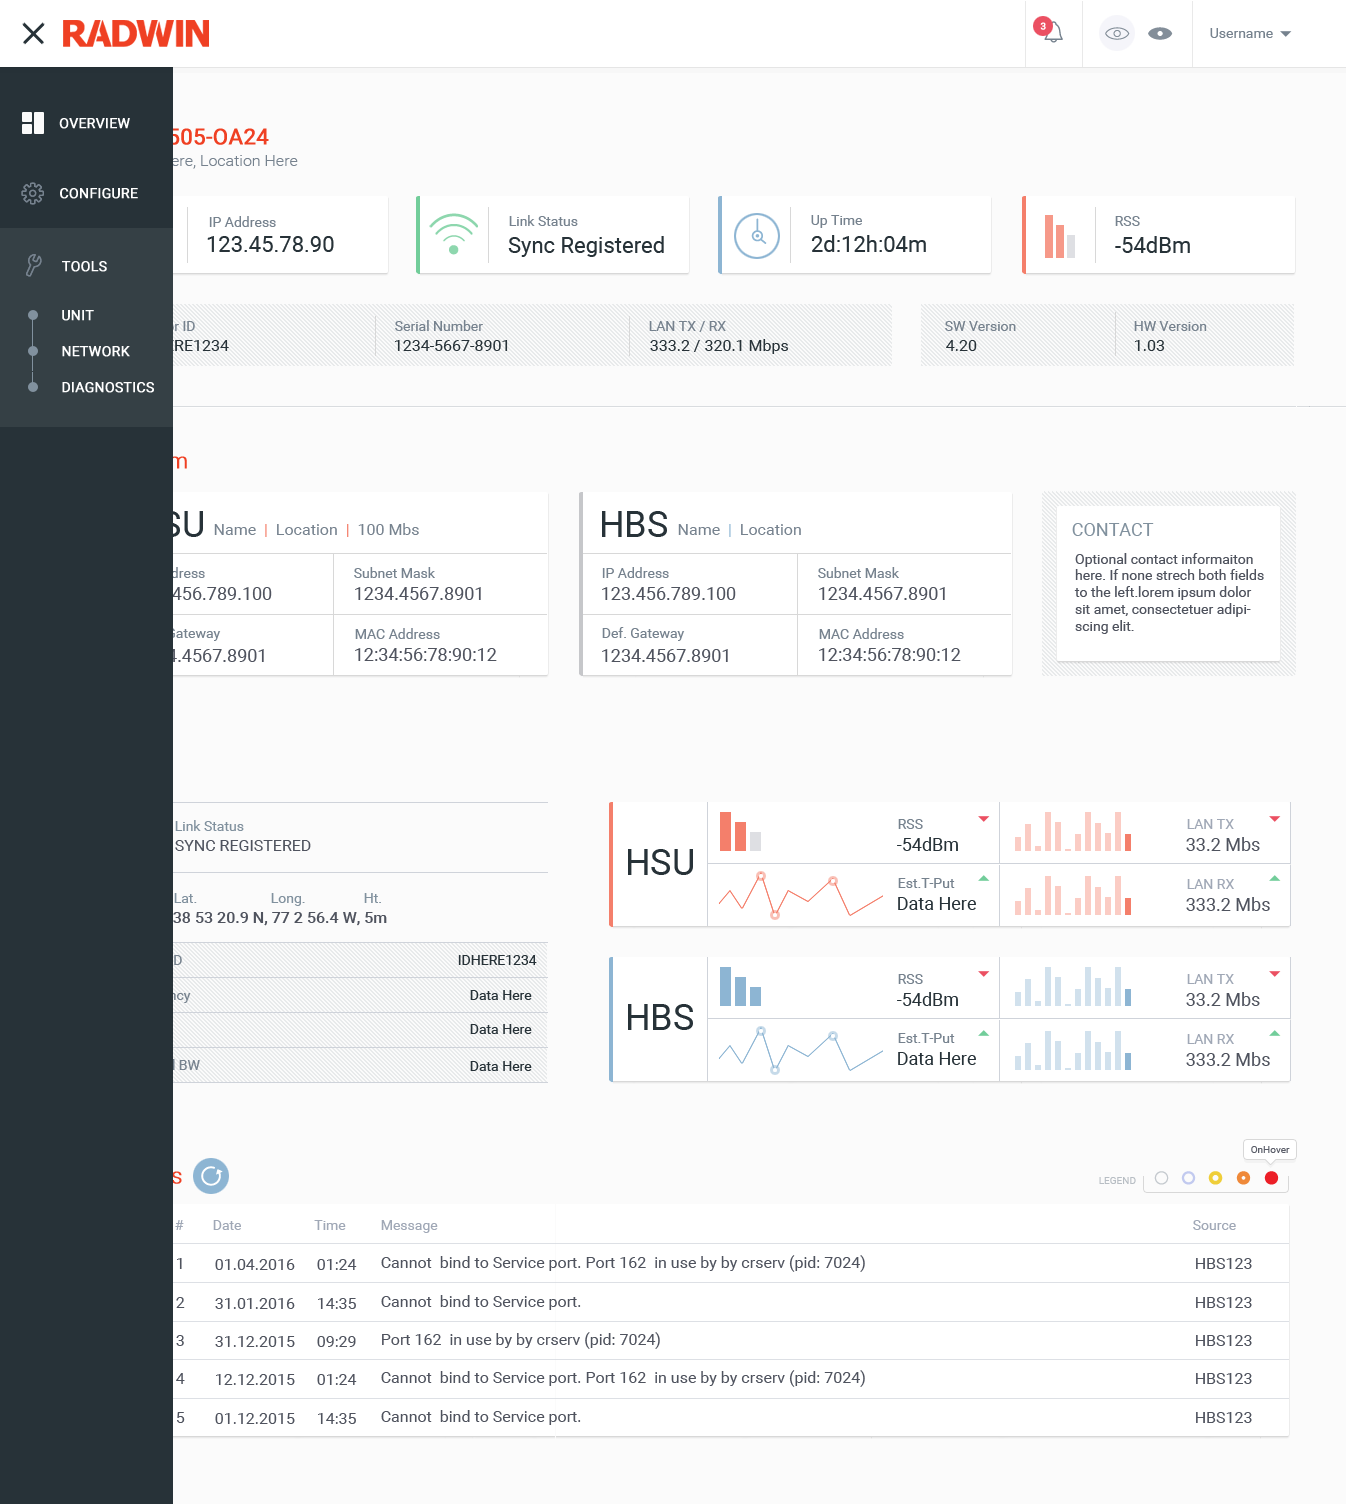 RADWIN
3
Username
OVERVIEW
CONFIGURE
TOOLS
UNIT
NETWORK
DIAGNOSTICS
505-OA24
ere, Location Here
IP Address
123.45.78.90
Link Status
Sync Registered
Up Time
2d:12h:04m
RSS
-54dBm
r ID
IERE1234
Serial Number
1234-5667-8901
LAN TX / RX
333.2 / 320.1 Mbps
SW Version
4.20
HW Version
1.03
m
SU Name | Location | 100 Mbs
dress
456.789.100
Subnet Mask
1234.4567.8901
Gateway
4.4567.8901
MAC Address
12:34:56:78:90:12
HBS Name | Location
IP Address
123.456.789.100
Subnet Mask
1234.4567.8901
Def. Gateway
1234.4567.8901
MAC Address
12:34:56:78:90:12
CONTACT
Optional contact informaiton
here. If none strech both fields
to the left.lorem ipsum dolor
sit amet, consectetuer adipi-
scing elit.
Link Status
SYNC REGISTERED
Lat. Long. Ht.
38 53 20.9 N, 77 2 56.4 W, 5m
D IDHERE1234
ncy Data Here
Data Here
BW Data Here
HSU
RSS
-54dBm
LAN TX
33.2 Mbs
Est.T-Put
Data Here
LAN RX
333.2 Mbs
HBS
RSS
-54dBm
LAN TX
33.2 Mbs
Est.T-Put
Data Here
LAN RX
333.2 Mbs
s
OnHover
LEGEND
# Date Time Message Source
1 01.04.2016 01:24 Cannot  bind to Service port. Port 162  in use by by crserv (pid: 7024) HBS123
2 31.01.2016 14:35 Cannot  bind to Service port. HBS123
3 31.12.2015 09:29 Port 162  in use by by crserv (pid: 7024) HBS123
4 12.12.2015 01:24 Cannot  bind to Service port. Port 162  in use by by crserv (pid: 7024) HBS123
5 01.12.2015 14:35 Cannot  bind to Service port. HBS123